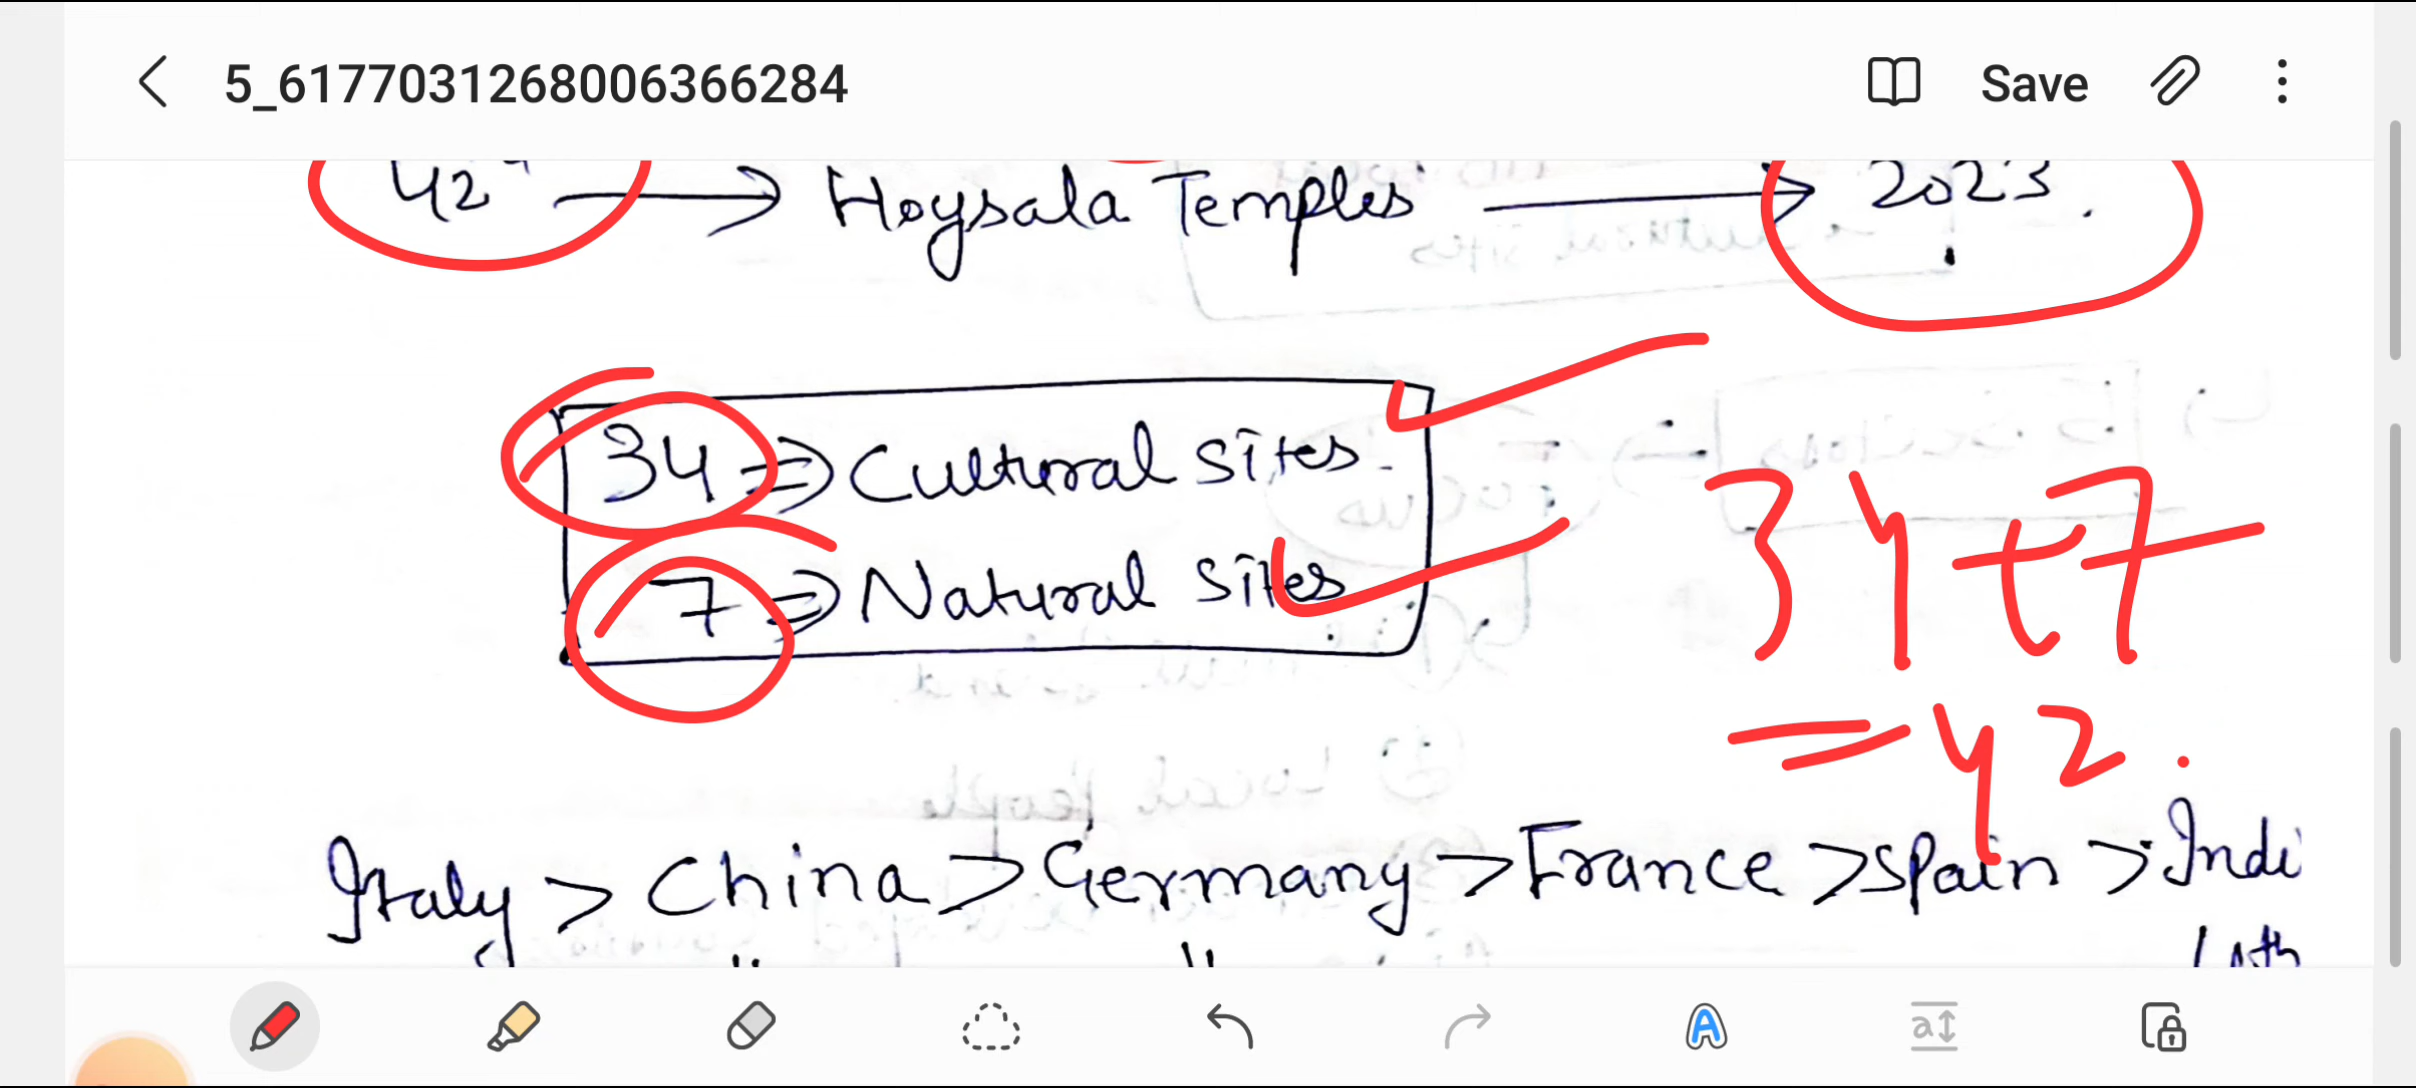 5_6177031268006366284 Save
42 → Hoysala Temples → 2023.
34 ⇒ Cultural sites.
7 ⇒ Natural sites
34+7
=42.
Italy > China > Germany > France > Spain > Indi